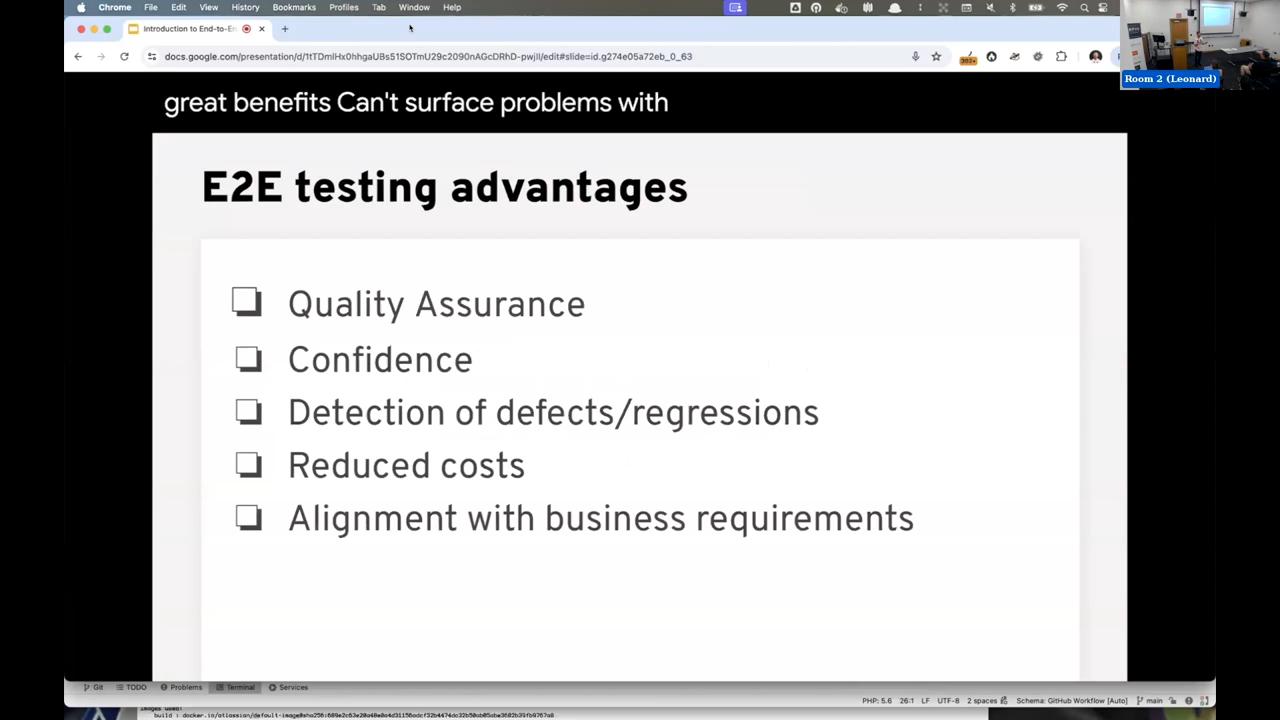 Chrome File Edit View History Bookmarks Profiles Tab Window Help
Introduction to End-to-En
docs.google.com/presentation/d/1tTDmlHx0hhgaUBs51SOTmU29c2090nAGcDRhD-pwjlI/edit#slide=id.g274e05a72eb_0_63
Room 2 (Leonard)
great benefits Can't surface problems with
E2E testing advantages
Quality Assurance
Confidence
Detection of defects/regressions
Reduced costs
Alignment with business requirements
Git TODO Problems Terminal Services
PHP: 5.6 26:1 LF UTF-8 2 spaces Schema: GitHub Workflow [Auto] main